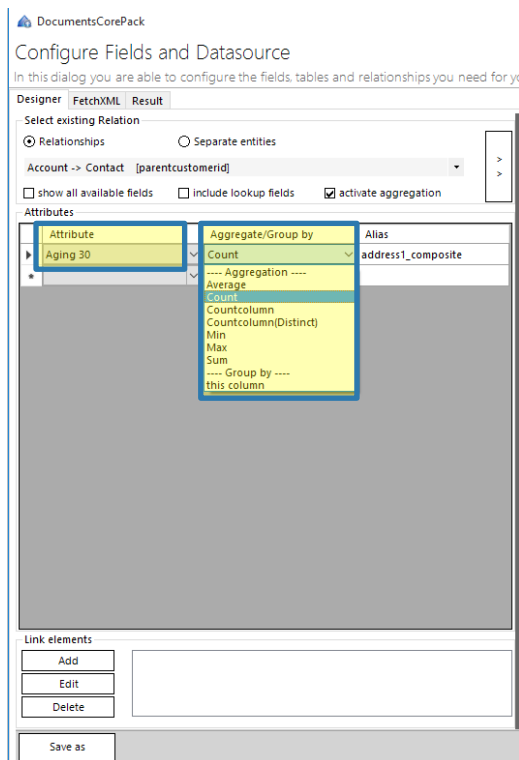 DocumentsCorePack
Configure Fields and Datasource
In this dialog you are able to configure the fields, tables and relationships you need for
Designer FetchXML Result
Select existing Relation
Relationships Separate entities
Account -> Contact [parentcustomerid]
> >
show all available fields include lookup fields activate aggregation
Attributes
Attribute Aggregate/Group by Alias
Aging 30 Count address1_composite
---- Aggregation ----
Average
Count
Countcolumn
Countcolumn(Distinct)
Min
Max
Sum
---- Group by ----
this column
Link elements
Add
Edit
Delete
Save as